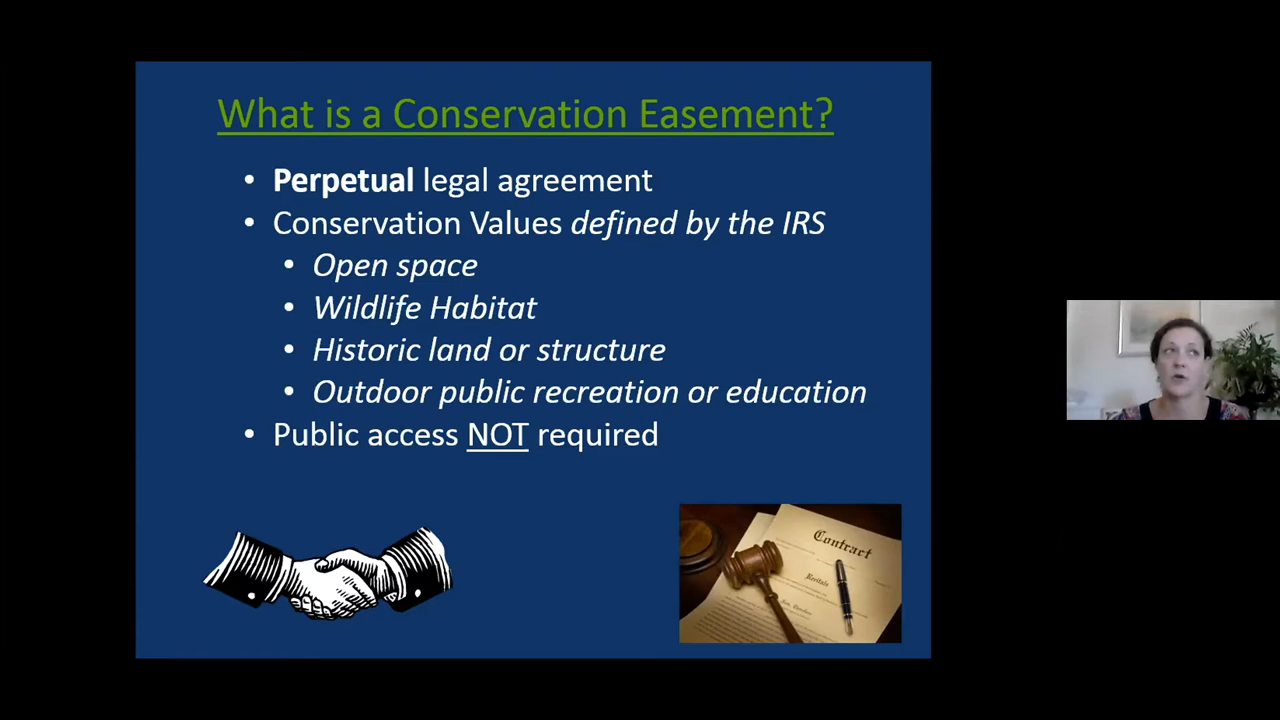 What is a Conservation Easement?
• Perpetual legal agreement
• Conservation Values defined by the IRS
• Open space
• Wildlife Habitat
• Historic land or structure
• Outdoor public recreation or education
• Public access NOT required
Contract
Recitals